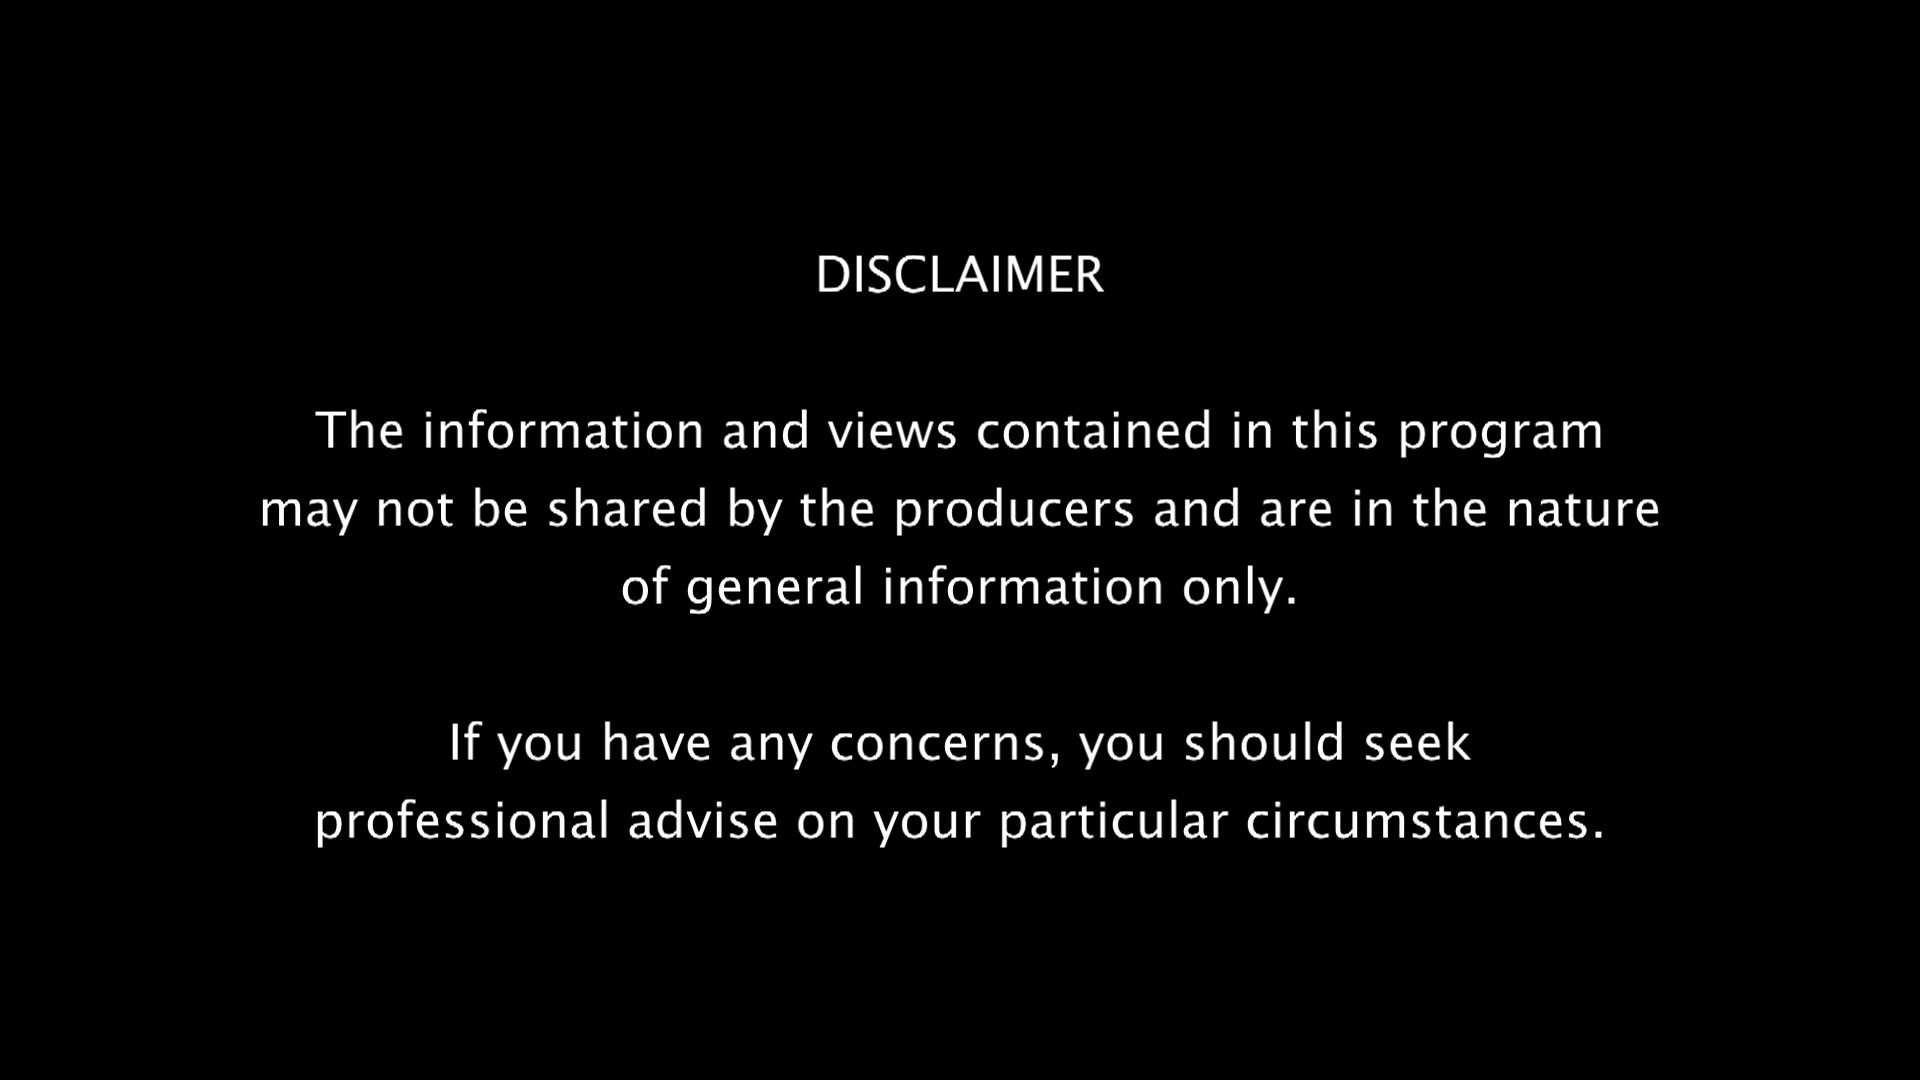 DISCLAIMER
The information and views contained in this program
may not be shared by the producers and are in the nature
of general information only.
If you have any concerns, you should seek
professional advise on your particular circumstances.